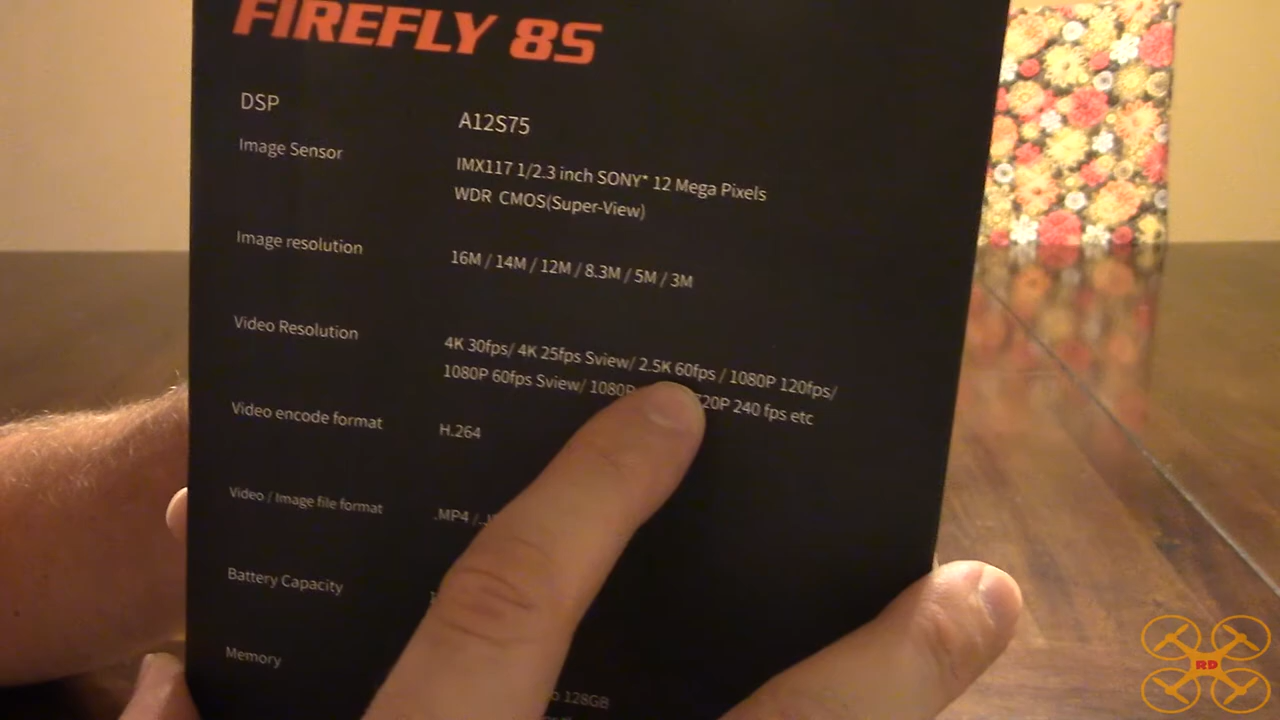 FIREFLY 8S
DSP
A12S75
Image Sensor
IMX117 1/2.3 inch SONY* 12 Mega Pixels
WDR CMOS(Super-View)
Image resolution
16M / 14M / 12M / 8.3M / 5M / 3M
Video Resolution
4K 30fps/ 4K 25fps Sview/ 2.5K 60fps / 1080P 120fps/
1080P 60fps Sview/ 1080P 720P 240 fps etc
Video encode format
H.264
Video / Image file format
.MP4 /
Battery Capacity
Memory
128GB
RD